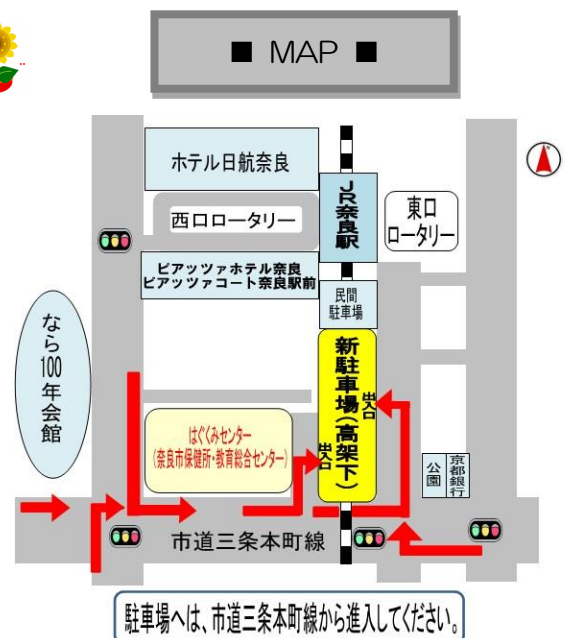 ■ MAP ■
ホテル日航奈良
西口ロータリー
JR奈良駅
東口
ロータリー
ピアッツァホテル奈良
ピアッツァコート奈良駅前
民間
駐車場
なら100年会館
新駐車場(高架下)
出入口
出入口
はぐくみセンター
(奈良市保健所・教育総合センター)
公園
京都銀行
市道三条本町線
駐車場へは、市道三条本町線から進入してください。